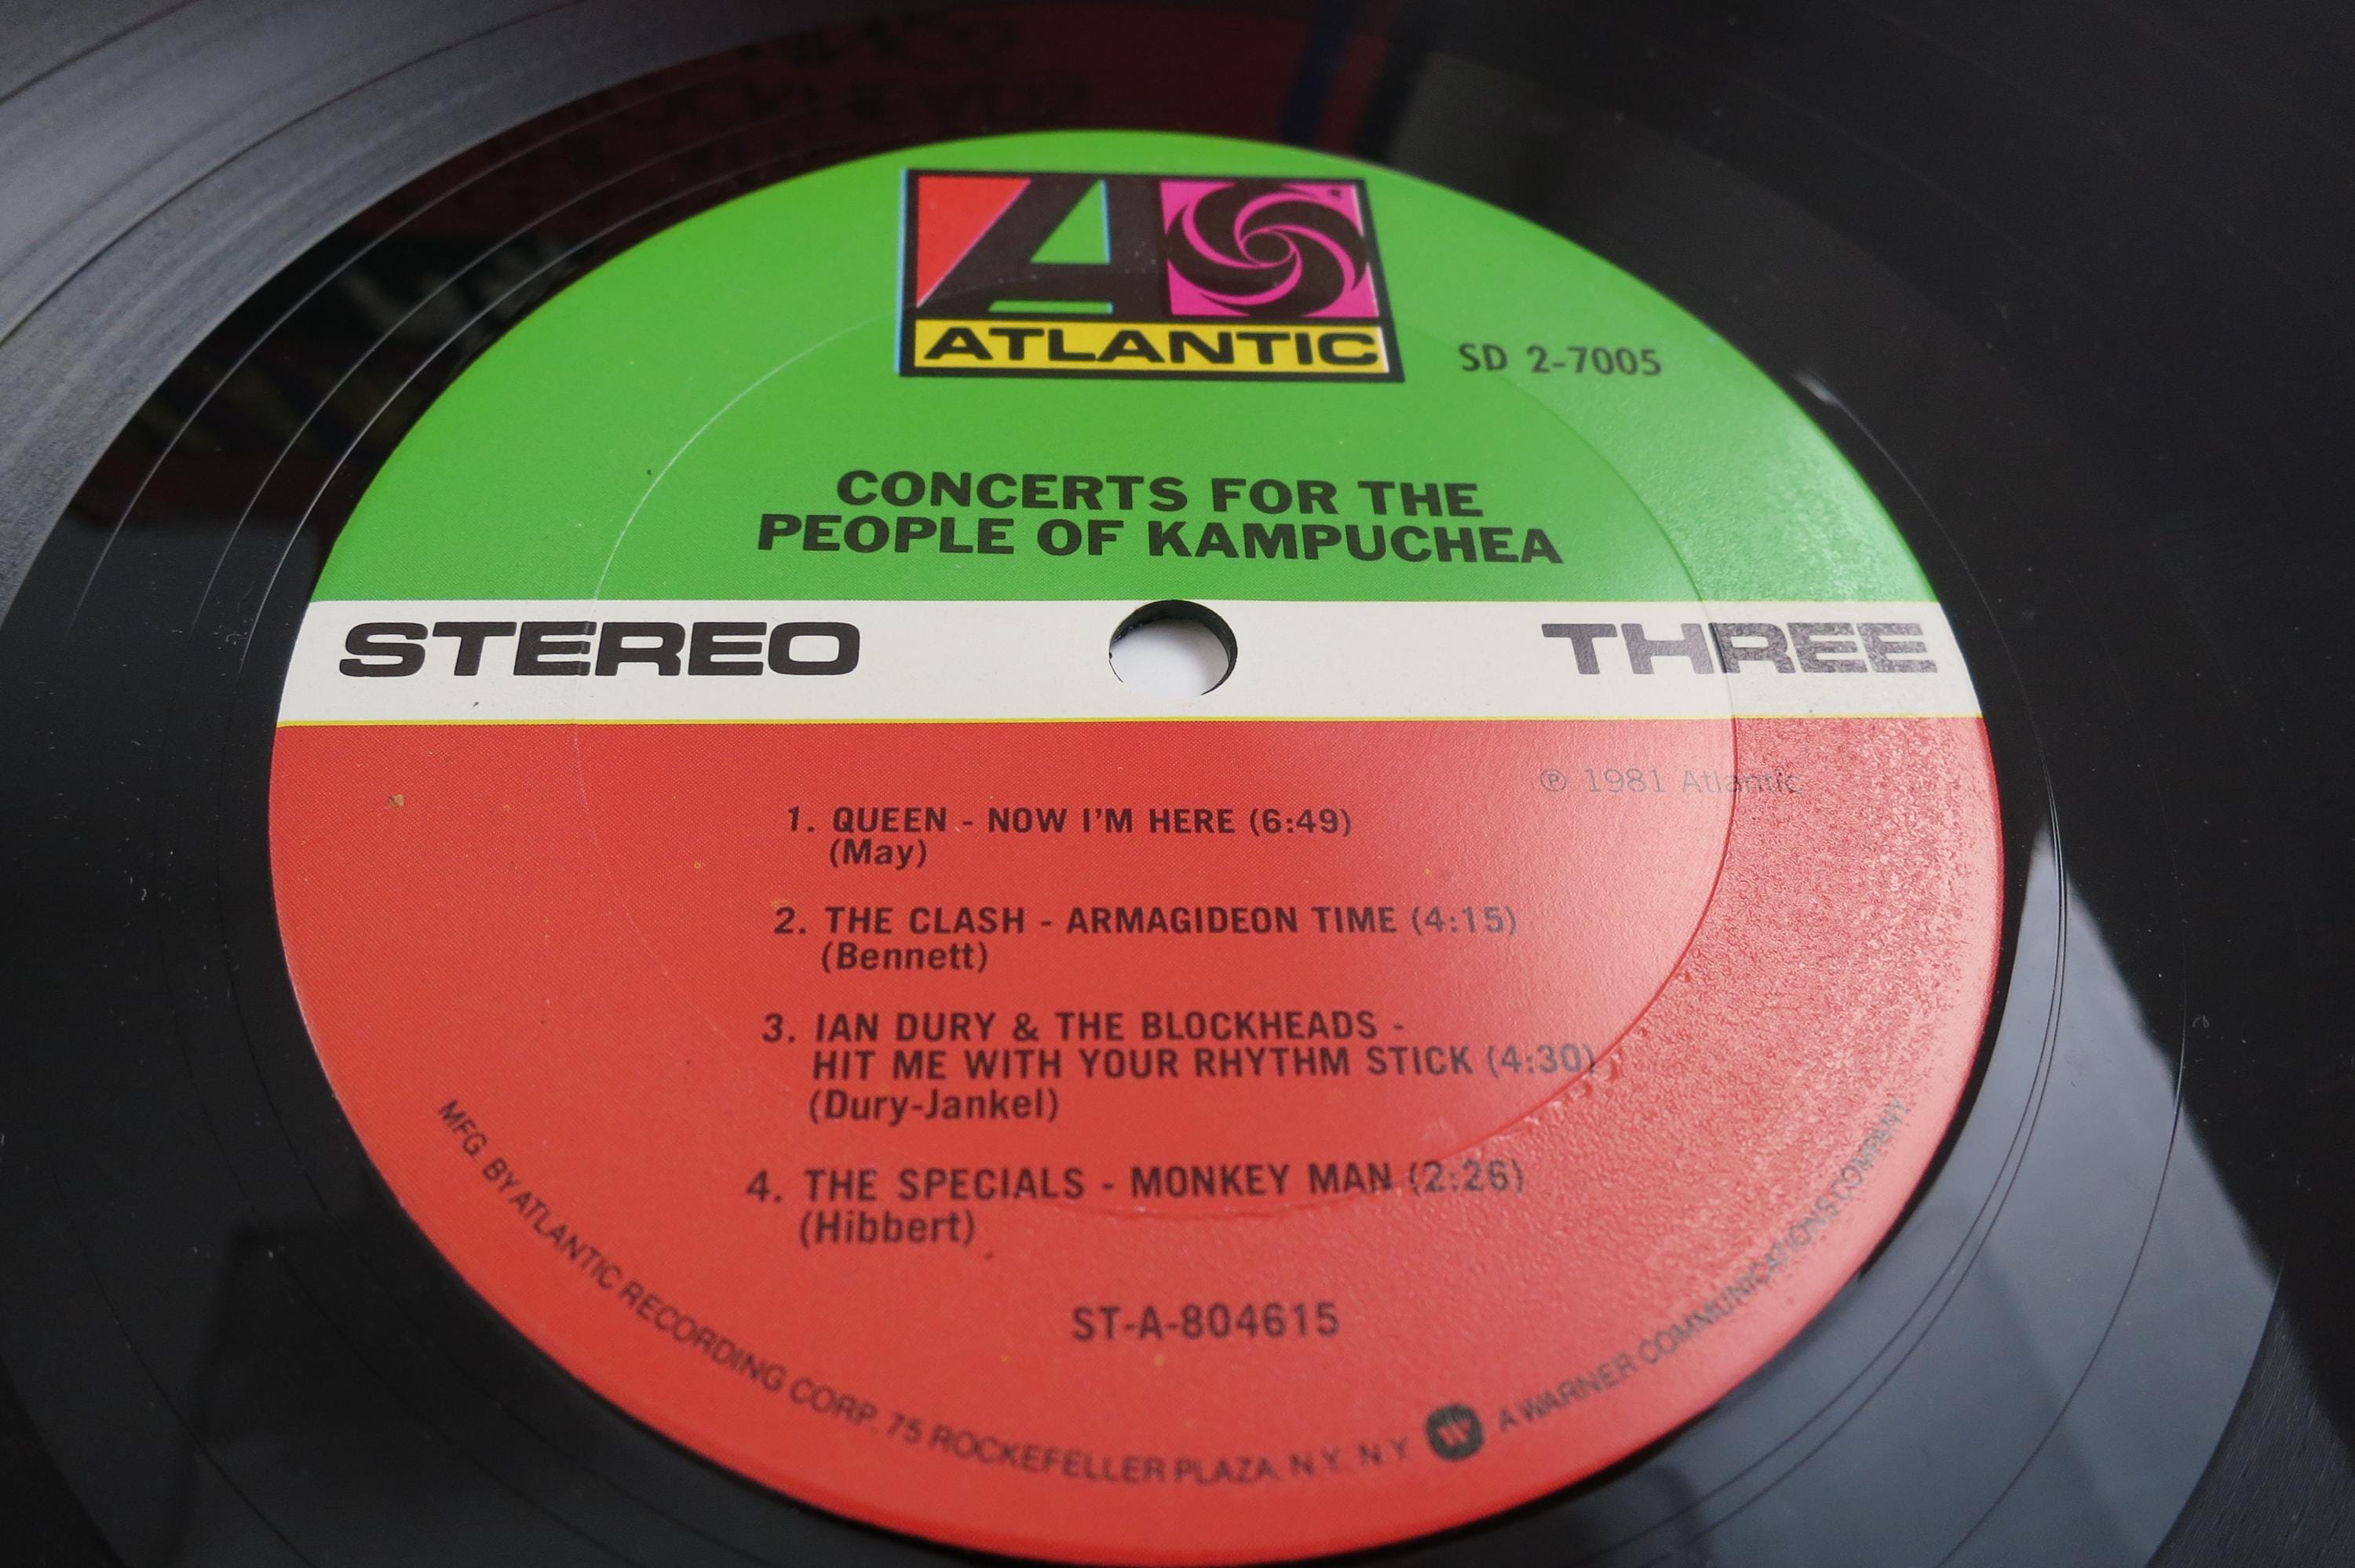 ATLANTIC
SD 2-7005
CONCERTS FOR THE
PEOPLE OF KAMPUCHEA
STEREO
THREE
℗ 1981 Atlantic
1. QUEEN - NOW I'M HERE (6:49)
(May)
2. THE CLASH - ARMAGIDEON TIME (4:15)
(Bennett)
3. IAN DURY & THE BLOCKHEADS -
HIT ME WITH YOUR RHYTHM STICK (4:30)
(Dury-Jankel)
4. THE SPECIALS - MONKEY MAN (2:26)
(Hibbert)
ST-A-804615
MFG. BY ATLANTIC RECORDING CORP. 75 ROCKEFELLER PLAZA. N.Y. N.Y. A WARNER COMMUNICATIONS COMPANY